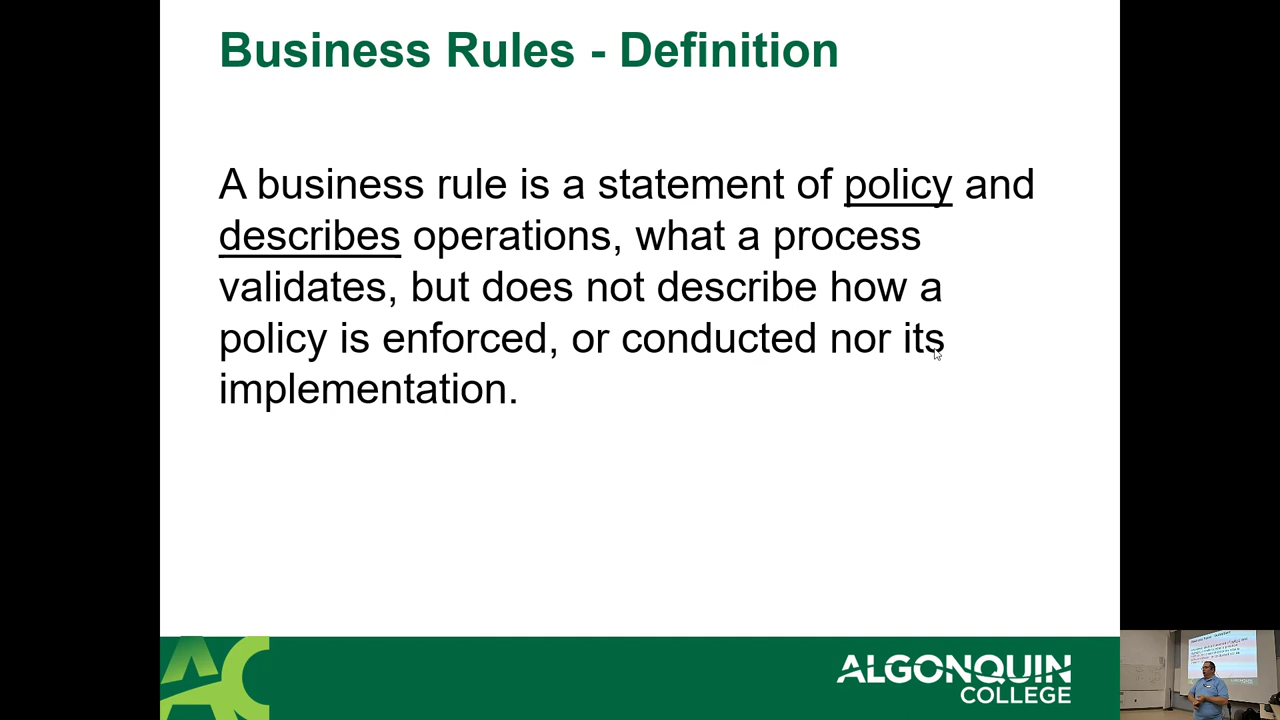 Business Rules - Definition
A business rule is a statement of policy and
describes operations, what a process
validates, but does not describe how a
policy is enforced, or conducted nor its
implementation.
AC
ALGONQUIN
COLLEGE